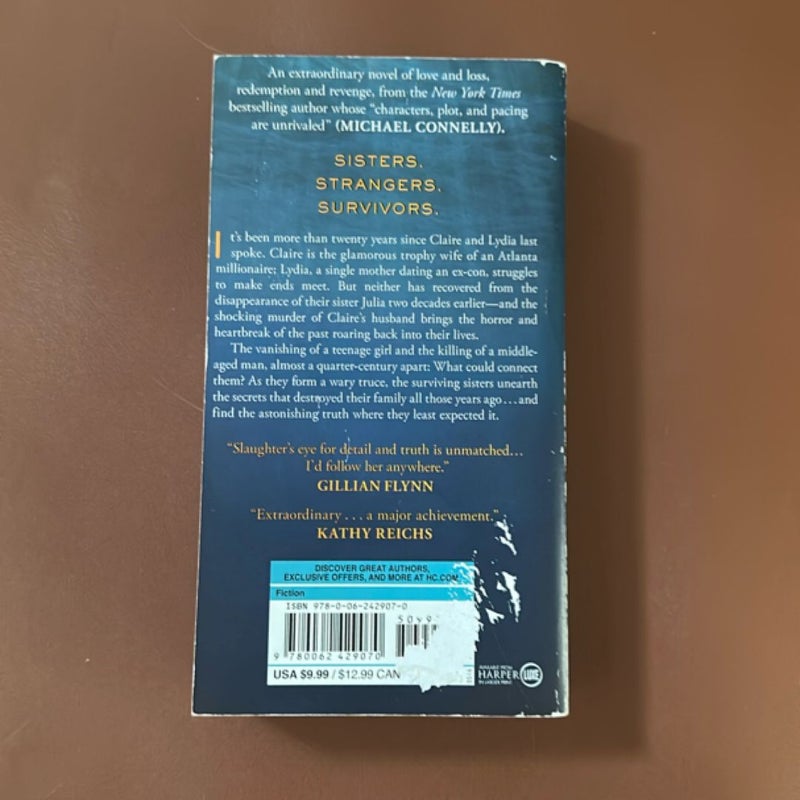 An extraordinary novel of love and loss,
redemption and revenge, from the New York Times
bestselling author whose "characters, plot, and pacing
are unrivaled" (MICHAEL CONNELLY).
SISTERS.
STRANGERS.
SURVIVORS.
It's been more than twenty years since Claire and Lydia last
spoke. Claire is the glamorous trophy wife of an Atlanta
millionaire; Lydia, a single mother dating an ex-con, struggles
to make ends meet. But neither has recovered from the
disappearance of their sister Julia two decades earlier—and the
shocking murder of Claire's husband brings the horror and
heartbreak of the past roaring back into their lives.
The vanishing of a teenage girl and the killing of a middle-
aged man, almost a quarter-century apart: What could connect
them? As they form a wary truce, the surviving sisters unearth
the secrets that destroyed their family all those years ago...and
find the astonishing truth where they least expected it.
"Slaughter's eye for detail and truth is unmatched...
I'd follow her anywhere."
GILLIAN FLYNN
"Extraordinary . . . a major achievement."
KATHY REICHS
DISCOVER GREAT AUTHORS,
EXCLUSIVE OFFERS, AND MORE AT HC.COM
Fiction
ISBN 978-0-06-242907-0
5099
9 780062 429070
USA $9.99 / $12.99 CAN
AVAILABLE FROM
HARPER LUXE
IN LARGER PRINT